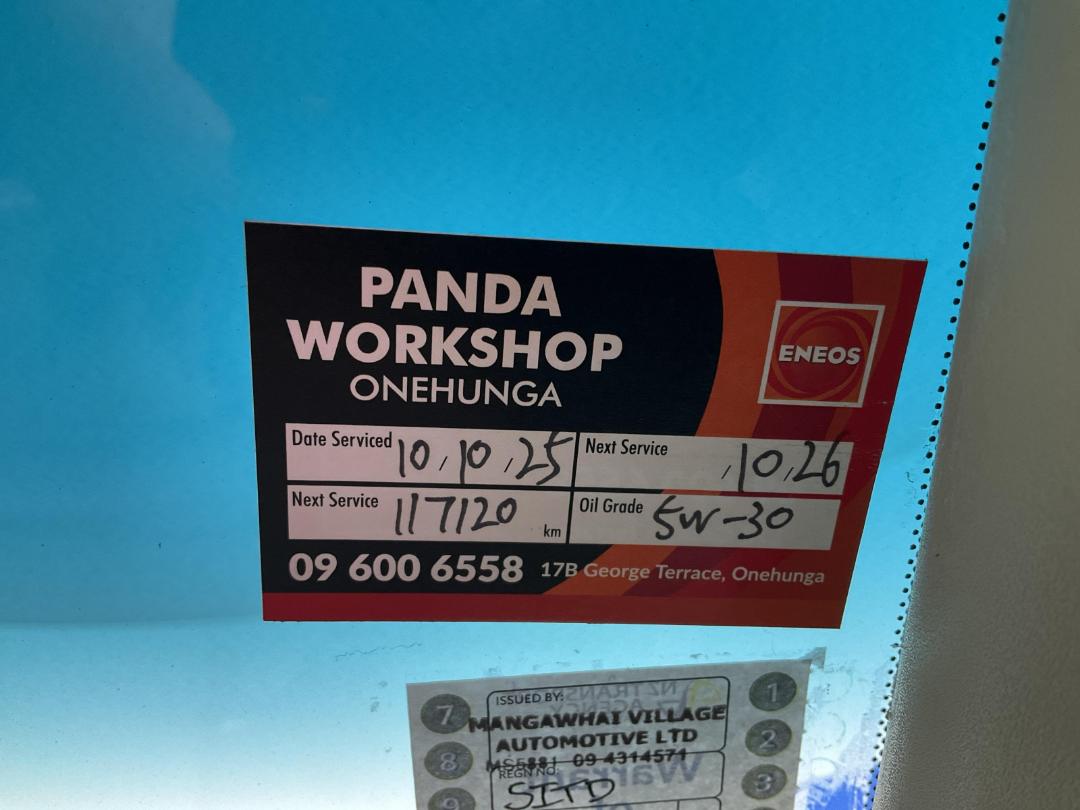 PANDA
WORKSHOP
ONEHUNGA
ENEOS
Date Serviced 10/10/25
Next Service /10/26
Next Service 117120 km
Oil Grade 5W-30
09 600 6558 17B George Terrace, Onehunga
7 8 9
ISSUED BY:
MANGAWHAI VILLAGE
AUTOMOTIVE LTD
09 4314571
REGN NO:
1 2 3